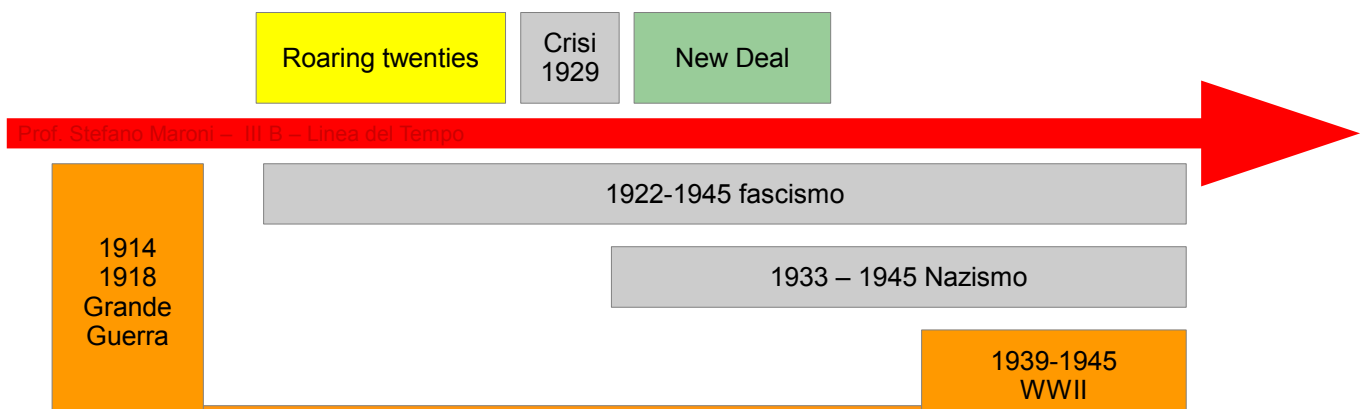 Roaring twenties
Crisi
1929
New Deal
Prof. Stefano Maroni – III B – Linea del Tempo
1922-1945 fascismo
1914
1918
Grande
Guerra
1933 – 1945 Nazismo
1939-1945
WWII